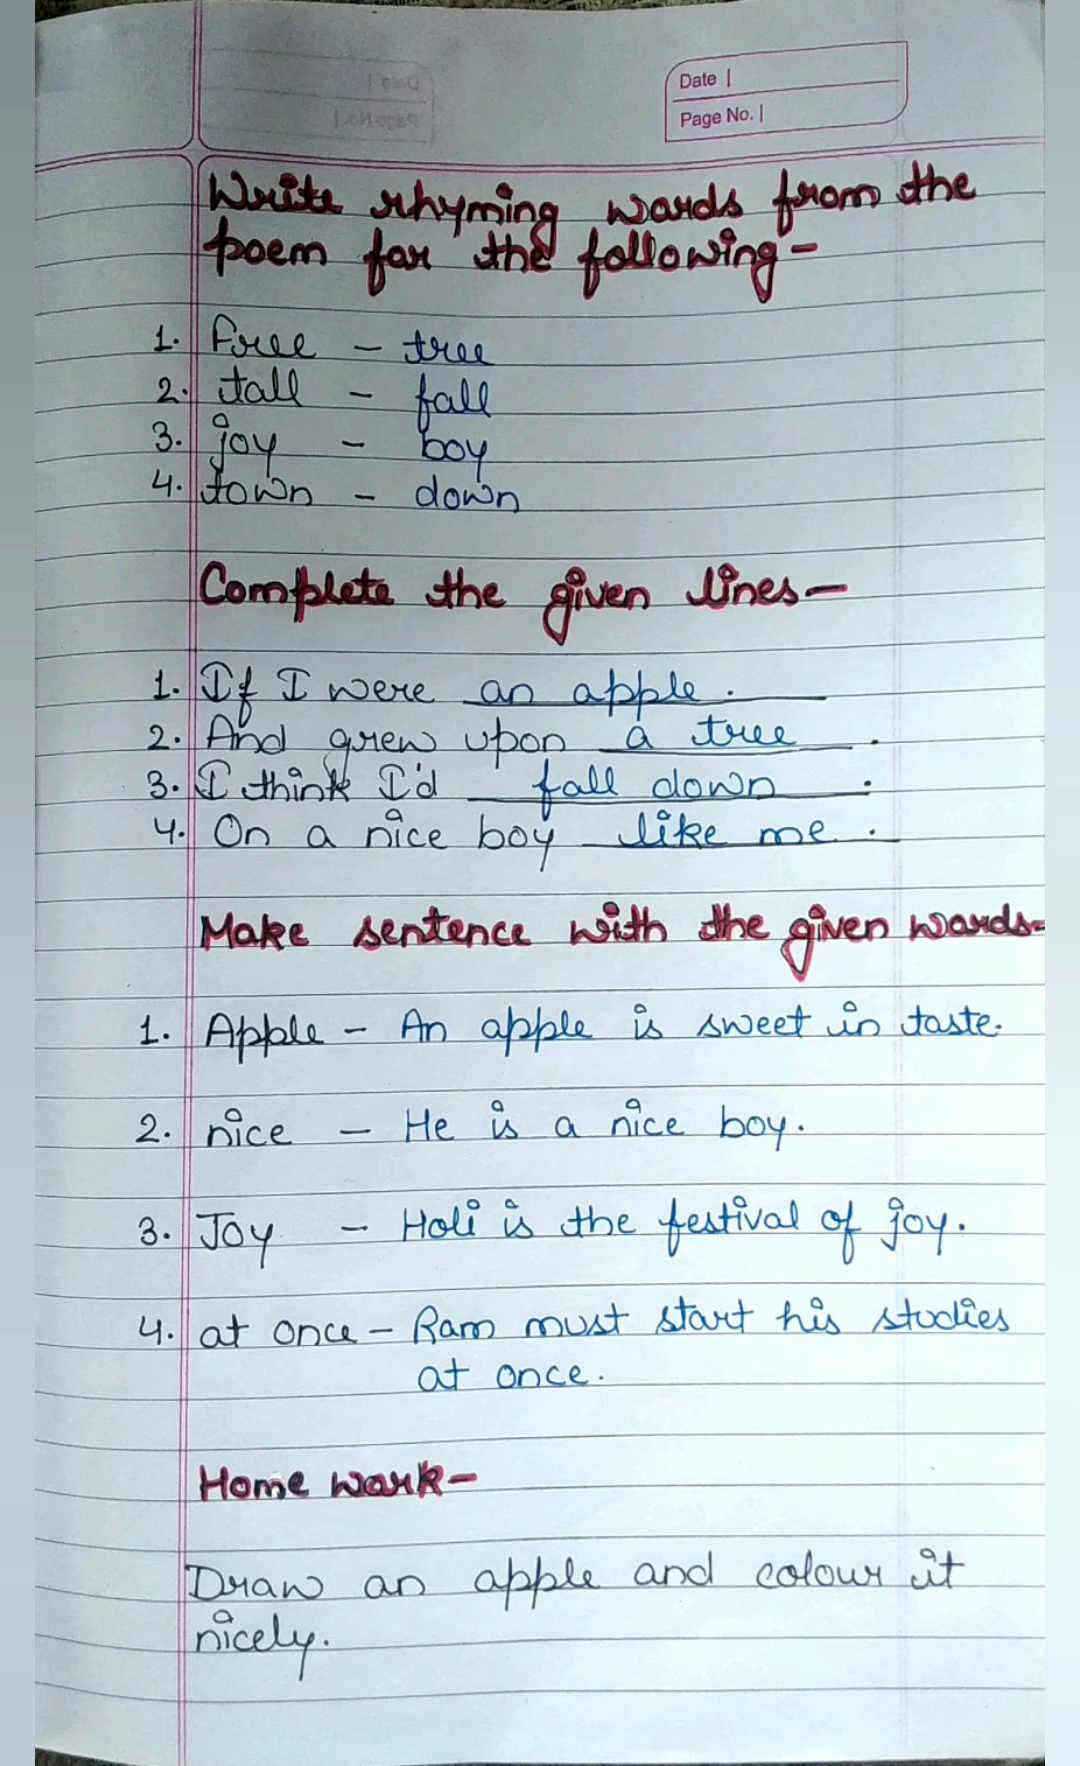 Date |
Page No. |
Write rhyming words from the
poem for the following -
1. free - tree
2. tall - fall
3. joy - boy
4. town - down
Complete the given lines -
1. If I were an apple .
2. And grew upon a tree .
3. I think I'd fall down .
4. On a nice boy like me .
Make sentence with the given words -
1. Apple - An apple is sweet in taste.
2. nice - He is a nice boy.
3. Joy - Holi is the festival of joy.
4. at once - Ram must start his studies
at once.
Home work -
Draw an apple and colour it
nicely.